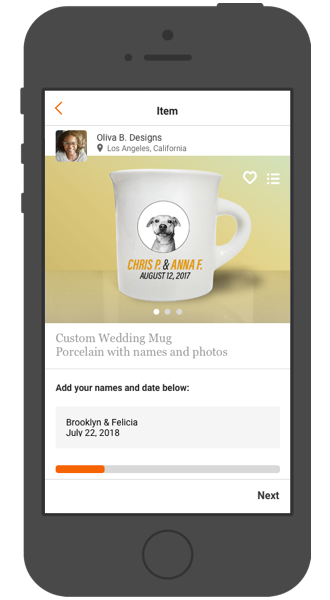 Item
Oliva B. Designs
Los Angeles, California
CHRIS P. & ANNA F.
AUGUST 12, 2017
Custom Wedding Mug
Porcelain with names and photos
Add your names and date below:
Brooklyn & Felicia
July 22, 2018
Next